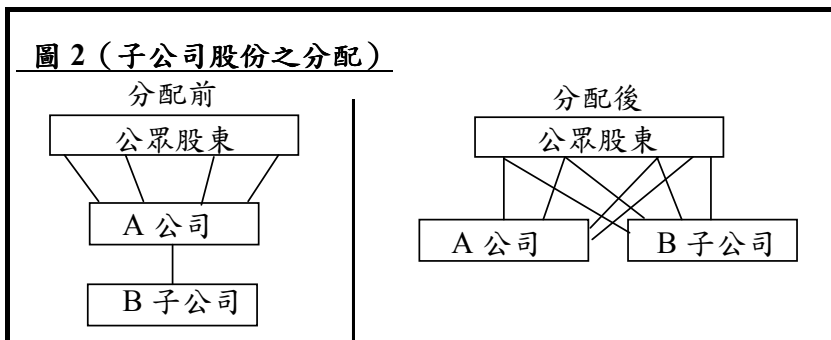 圖 2（子公司股份之分配）
分配前
公眾股東
A 公司
B 子公司
分配後
公眾股東
A 公司
B 子公司